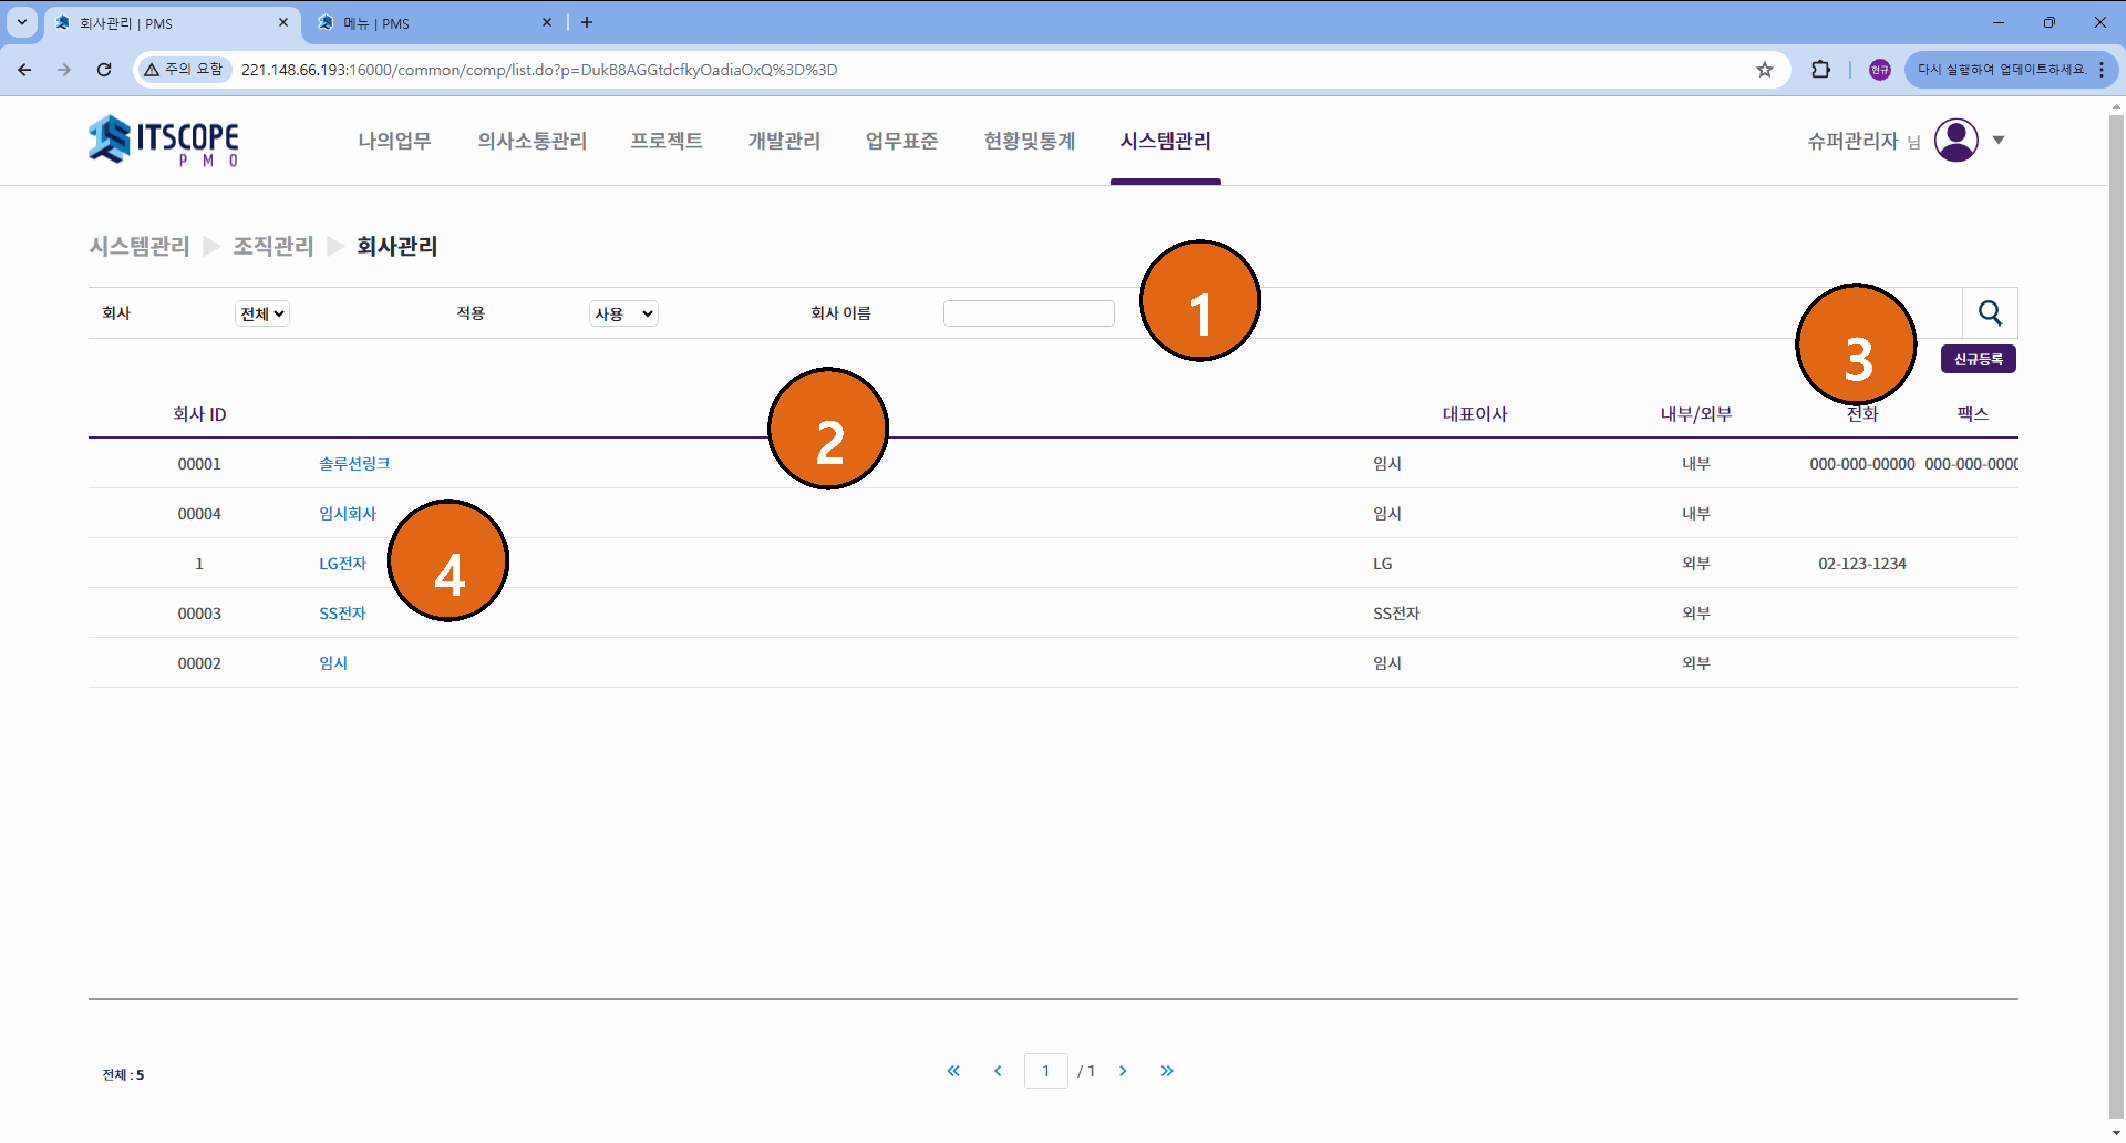 회사관리 | PMS
메뉴 | PMS
주의 요함
221.148.66.193:16000/common/comp/list.do?p=DukB8AGGtdcfkyOadiaOxQ%3D%3D
현규
다시 실행하여 업데이트하세요.
ITSCOPE
PMO
나의업무 의사소통관리 프로젝트 개발관리 업무표준 현황및통계 시스템관리
슈퍼관리자 님
시스템관리 조직관리 회사관리
회사 전체 적용 사용 회사 이름
1
3
신규등록
2
회사 ID 대표이사 내부/외부 전화 팩스
00001 솔루션링크 임시 내부 000-000-00000 000-000-0000
00004 임시회사 임시 내부
4
1 LG전자 LG 외부 02-123-1234
00003 SS전자 SS전자 외부
00002 임시 임시 외부
전체 : 5
« ‹ 1 / 1 › »